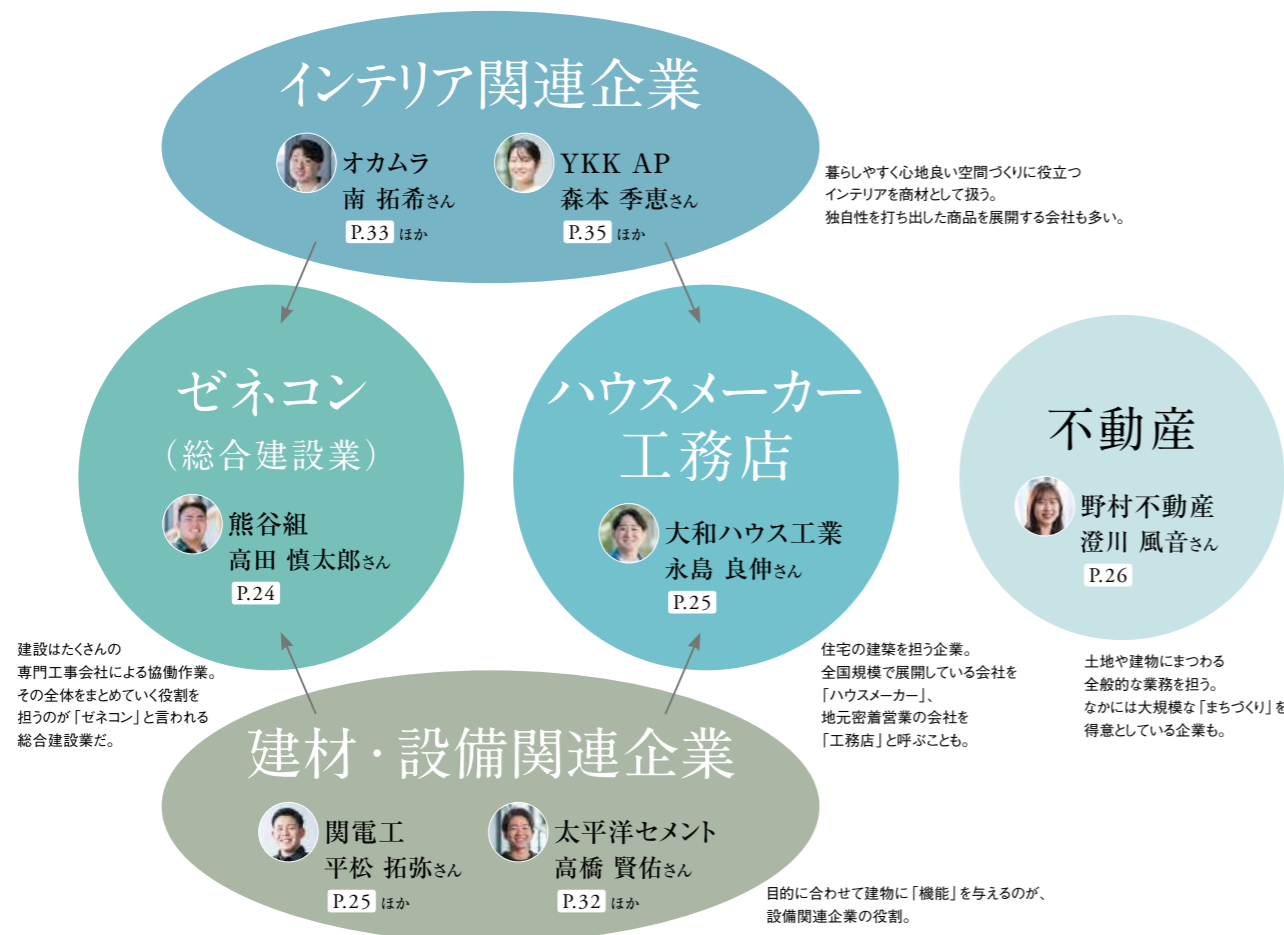 インテリア関連企業
オカムラ
南 拓希さん
P.33 ほか
YKK AP
森本 季恵さん
P.35 ほか
暮らしやすく心地良い空間づくりに役立つ
インテリアを商材として扱う。
独自性を打ち出した商品を展開する会社も多い。
ゼネコン
（総合建設業）
熊谷組
高田 慎太郎さん
P.24
建設はたくさんの
専門工事会社による協働作業。
その全体をまとめていく役割を
担うのが「ゼネコン」と言われる
総合建設業だ。
ハウスメーカー
工務店
大和ハウス工業
永島 良伸さん
P.25
住宅の建築を担う企業。
全国規模で展開している会社を
「ハウスメーカー」、
地元密着営業の会社を
「工務店」と呼ぶことも。
不動産
野村不動産
澄川 風音さん
P.26
土地や建物にまつわる
全般的な業務を担う。
なかには大規模な「まちづくり」を
得意としている企業も。
建材・設備関連企業
関電工
平松 拓弥さん
P.25 ほか
太平洋セメント
高橋 賢佑さん
P.32 ほか
目的に合わせて建物に「機能」を与えるのが、
設備関連企業の役割。